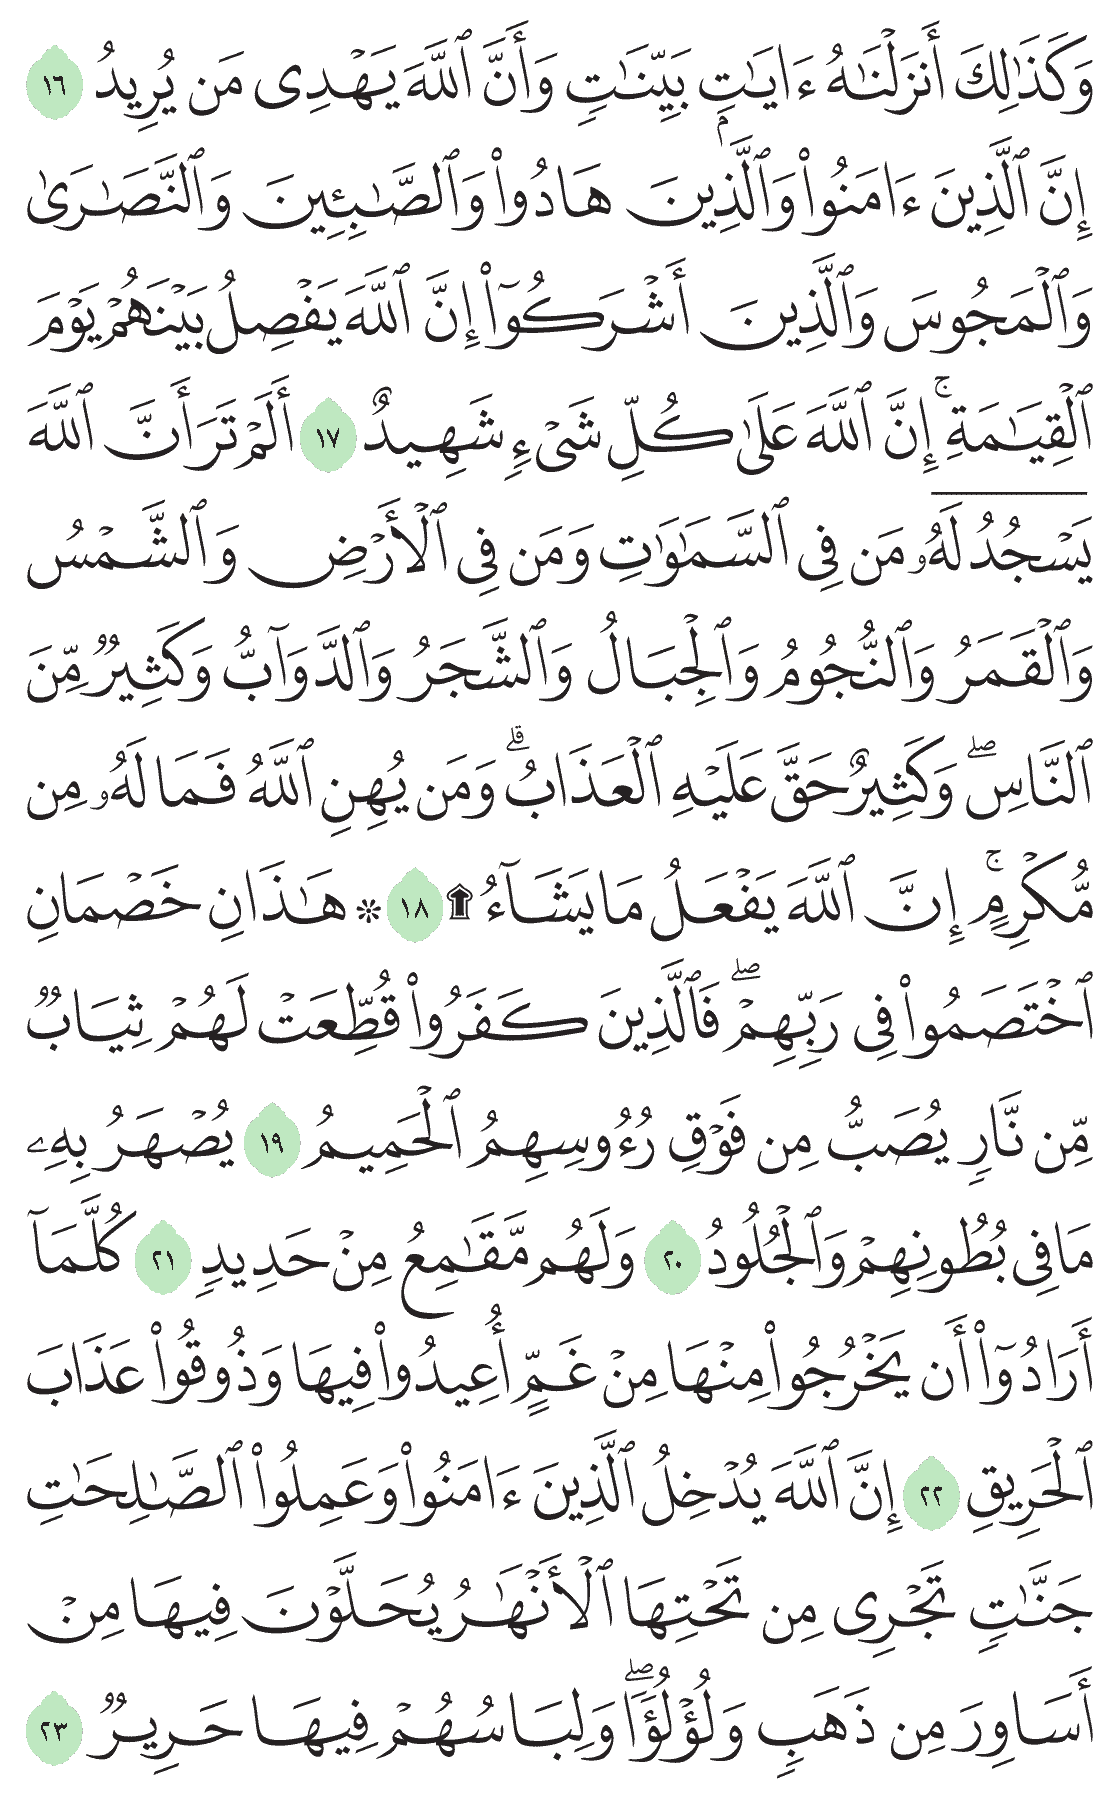 وَكَذَٰلِكَ أَنزَلْنَٰهُ ءَايَٰتٍۭ بَيِّنَٰتٍ وَأَنَّ ٱللَّهَ يَهْدِى مَن يُرِيدُ ١٦
إِنَّ ٱلَّذِينَ ءَامَنُوا۟ وَٱلَّذِينَ هَادُوا۟ وَٱلصَّٰبِـِٔينَ وَٱلنَّصَٰرَىٰ
وَٱلْمَجُوسَ وَٱلَّذِينَ أَشْرَكُوٓا۟ إِنَّ ٱللَّهَ يَفْصِلُ بَيْنَهُمْ يَوْمَ
ٱلْقِيَٰمَةِ ۚ إِنَّ ٱللَّهَ عَلَىٰ كُلِّ شَىْءٍ شَهِيدٌ ١٧ أَلَمْ تَرَ أَنَّ ٱللَّهَ
يَسْجُدُ لَهُۥ مَن فِى ٱلسَّمَٰوَٰتِ وَمَن فِى ٱلْأَرْضِ وَٱلشَّمْسُ
وَٱلْقَمَرُ وَٱلنُّجُومُ وَٱلْجِبَالُ وَٱلشَّجَرُ وَٱلدَّوَآبُّ وَكَثِيرٌ مِّنَ
ٱلنَّاسِ ۖ وَكَثِيرٌ حَقَّ عَلَيْهِ ٱلْعَذَابُ ۗ وَمَن يُهِنِ ٱللَّهُ فَمَا لَهُۥ مِن
مُّكْرِمٍ ۚ إِنَّ ٱللَّهَ يَفْعَلُ مَا يَشَآءُ ۩ ١٨ ۞ هَٰذَانِ خَصْمَانِ
ٱخْتَصَمُوا۟ فِى رَبِّهِمْ ۖ فَٱلَّذِينَ كَفَرُوا۟ قُطِّعَتْ لَهُمْ ثِيَابٌ
مِّن نَّارٍ يُصَبُّ مِن فَوْقِ رُءُوسِهِمُ ٱلْحَمِيمُ ١٩ يُصْهَرُ بِهِۦ
مَا فِى بُطُونِهِمْ وَٱلْجُلُودُ ٢٠ وَلَهُم مَّقَٰمِعُ مِنْ حَدِيدٍ ٢١ كُلَّمَآ
أَرَادُوٓا۟ أَن يَخْرُجُوا۟ مِنْهَا مِنْ غَمٍّ أُعِيدُوا۟ فِيهَا وَذُوقُوا۟ عَذَابَ
ٱلْحَرِيقِ ٢٢ إِنَّ ٱللَّهَ يُدْخِلُ ٱلَّذِينَ ءَامَنُوا۟ وَعَمِلُوا۟ ٱلصَّٰلِحَٰتِ
جَنَّٰتٍ تَجْرِى مِن تَحْتِهَا ٱلْأَنْهَٰرُ يُحَلَّوْنَ فِيهَا مِنْ
أَسَاوِرَ مِن ذَهَبٍ وَلُؤْلُؤًا ۖ وَلِبَاسُهُمْ فِيهَا حَرِيرٌ ٢٣